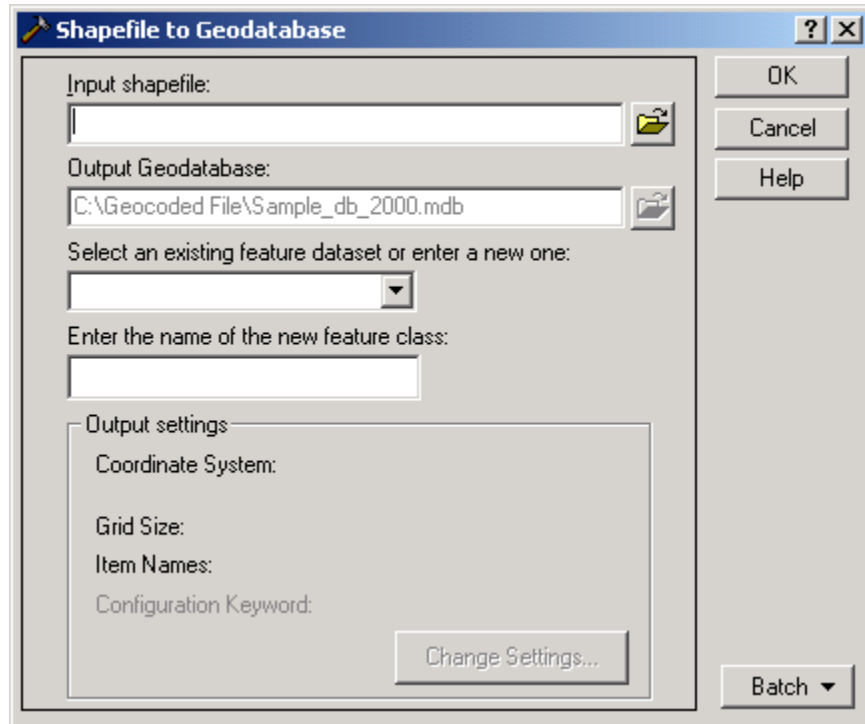 Shapefile to Geodatabase
Input shapefile:
OK
Cancel
Output Geodatabase:
Help
C:\Geocoded File\Sample_db_2000.mdb
Select an existing feature dataset or enter a new one:
Enter the name of the new feature class:
Output settings
Coordinate System:
Grid Size:
Item Names:
Configuration Keyword:
Change Settings...
Batch